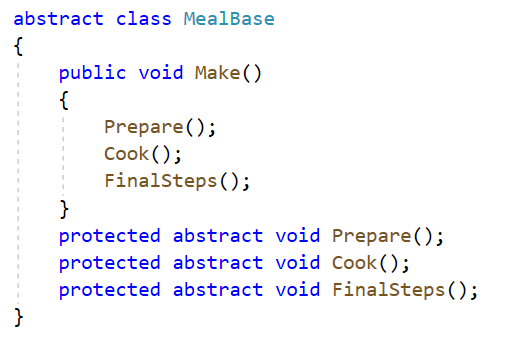 abstract class MealBase
{
    public void Make()
    {
        Prepare();
        Cook();
        FinalSteps();
    }
    protected abstract void Prepare();
    protected abstract void Cook();
    protected abstract void FinalSteps();
}